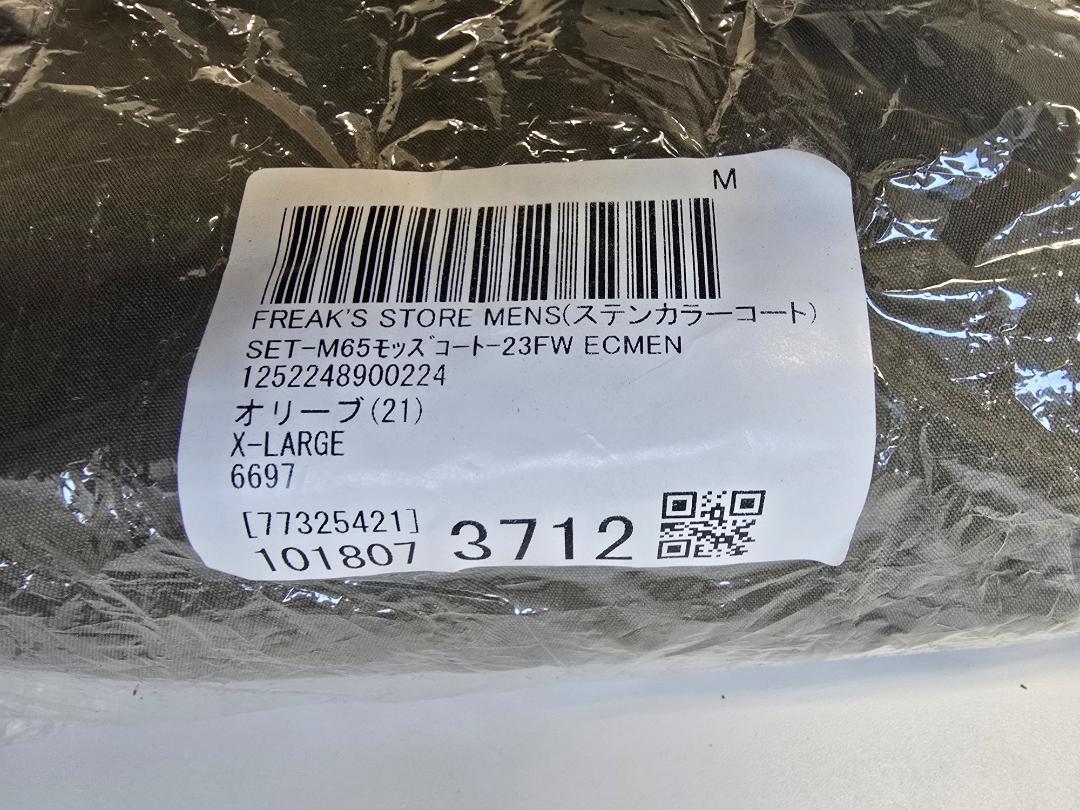 M
FREAK'S STORE MENS(ステンカラーコート)
SET-M65ﾓｯｽﾞｺｰﾄ-23FW ECMEN
1252248900224
オリーブ(21)
X-LARGE
6697
[77325421]
101807 3712